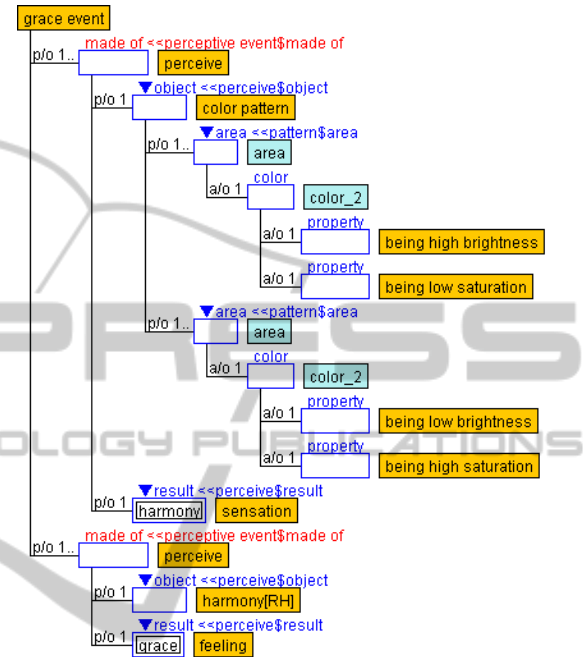 grace event
made of <<perceptive event$made of
p/o 1.. perceive
▼object <<perceive$object
p/o 1 color pattern
▼area <<pattern$area
p/o 1.. area
color
a/o 1 color_2
property
a/o 1 being high brightness
property
a/o 1 being low saturation
▼area <<pattern$area
p/o 1.. area
color
a/o 1 color_2
property
a/o 1 being low brightness
property
a/o 1 being high saturation
▼result <<perceive$result
p/o 1 harmony sensation
made of <<perceptive event$made of
p/o 1.. perceive
▼object <<perceive$object
p/o 1 harmony[RH]
▼result <<perceive$result
p/o 1 grace feeling
PRESS
OLOGY PUBLICATIONS